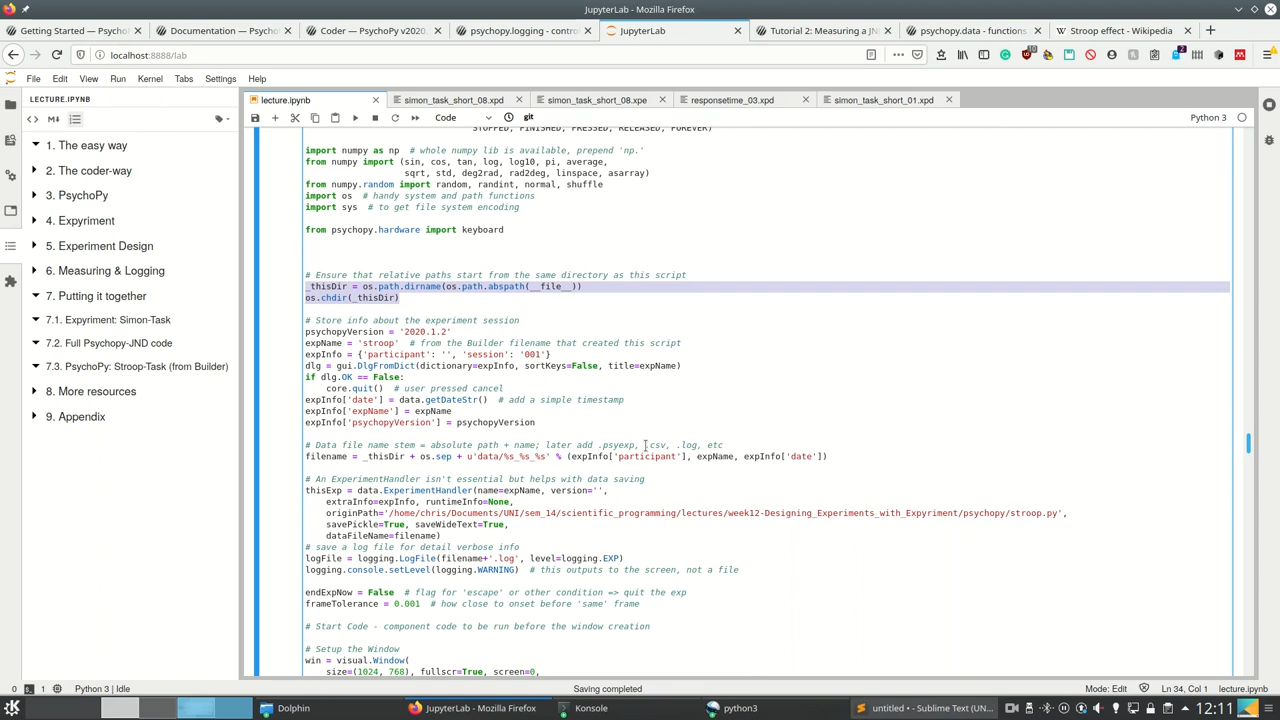 JupyterLab - Mozilla Firefox
Getting Started — PsychoP
Documentation — PsychoP
Coder — PsychoPy v2020.
psychopy.logging - contro
JupyterLab
Tutorial 2: Measuring a JN
psychopy.data - functions
Stroop effect - Wikipedia
localhost:8888/lab
File Edit View Run Kernel Tabs Settings Help
LECTURE.IPYNB
lecture.ipynb
simon_task_short_08.xpd
simon_task_short_08.xpe
responsetime_03.xpd
simon_task_short_01.xpd
Code
git
Python 3
1. The easy way
2. The coder-way
3. PsychoPy
4. Expyriment
5. Experiment Design
6. Measuring & Logging
7. Putting it together
7.1. Expyriment: Simon-Task
7.2. Full Psychopy-JND code
7.3. PsychoPy: Stroop-Task (from Builder)
8. More resources
9. Appendix
STOPPED, FINISHED, PRESSED, RELEASED, FOREVER)
import numpy as np  # whole numpy lib is available, prepend 'np.'
from numpy import (sin, cos, tan, log, log10, pi, average,
sqrt, std, deg2rad, rad2deg, linspace, asarray)
from numpy.random import random, randint, normal, shuffle
import os  # handy system and path functions
import sys  # to get file system encoding
from psychopy.hardware import keyboard
# Ensure that relative paths start from the same directory as this script
_thisDir = os.path.dirname(os.path.abspath(__file__))
os.chdir(_thisDir)
# Store info about the experiment session
psychopyVersion = '2020.1.2'
expName = 'stroop'  # from the Builder filename that created this script
expInfo = {'participant': '', 'session': '001'}
dlg = gui.DlgFromDict(dictionary=expInfo, sortKeys=False, title=expName)
if dlg.OK == False:
core.quit()  # user pressed cancel
expInfo['date'] = data.getDateStr()  # add a simple timestamp
expInfo['expName'] = expName
expInfo['psychopyVersion'] = psychopyVersion
# Data file name stem = absolute path + name; later add .psyexp, .csv, .log, etc
filename = _thisDir + os.sep + u'data/%s_%s_%s' % (expInfo['participant'], expName, expInfo['date'])
# An ExperimentHandler isn't essential but helps with data saving
thisExp = data.ExperimentHandler(name=expName, version='',
extraInfo=expInfo, runtimeInfo=None,
originPath='/home/chris/Documents/UNI/sem_14/scientific_programming/lectures/week12-Designing_Experiments_with_Expyriment/psychopy/stroop.py',
savePickle=True, saveWideText=True,
dataFileName=filename)
# save a log file for detail verbose info
logFile = logging.LogFile(filename+'.log', level=logging.EXP)
logging.console.setLevel(logging.WARNING)  # this outputs to the screen, not a file
endExpNow = False  # flag for 'escape' or other condition => quit the exp
frameTolerance = 0.001  # how close to onset before 'same' frame
# Start Code - component code to be run before the window creation
# Setup the Window
win = visual.Window(
size=(1024, 768), fullscr=True, screen=0,
0 1 Python 3 | Idle
Saving completed
Mode: Edit
Ln 34, Col 1
lecture.ipynb
Dolphin
JupyterLab - Mozilla Firefox
Konsole
python3
untitled • - Sublime Text (UN...
12:11